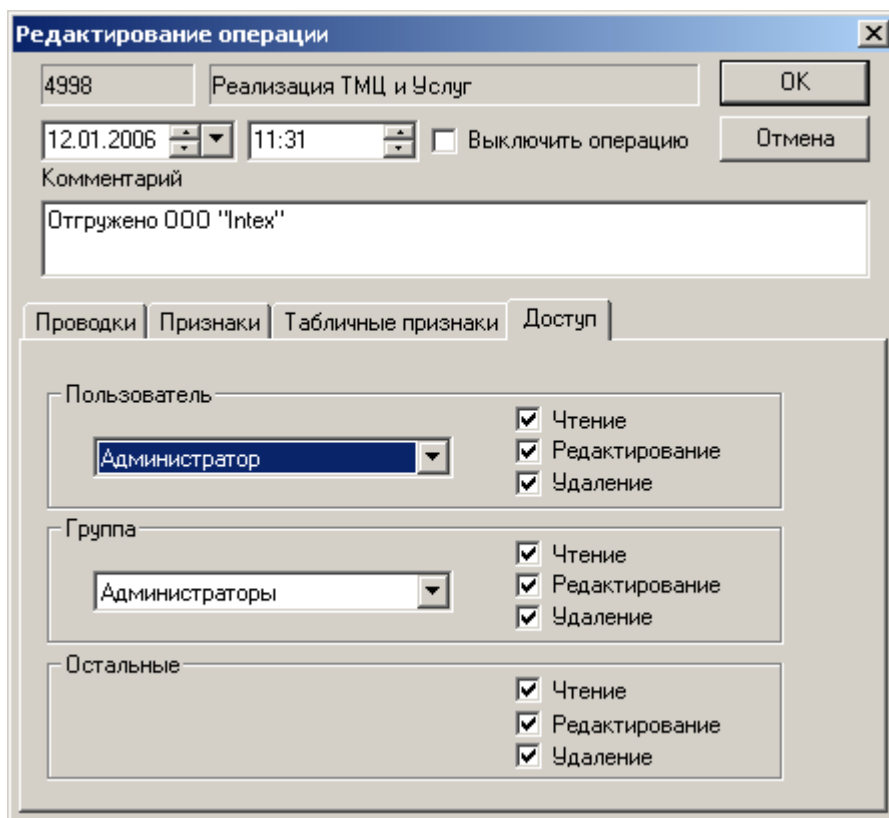 Редактирование операции
4998 Реализация ТМЦ и Услуг OK
12.01.2006 11:31 Выключить операцию Отмена
Комментарий
Отгружено ООО "Intex"
Проводки Признаки Табличные признаки Доступ
Пользователь
Чтение
Администратор Редактирование
Удаление
Группа
Чтение
Администраторы Редактирование
Удаление
Остальные
Чтение
Редактирование
Удаление